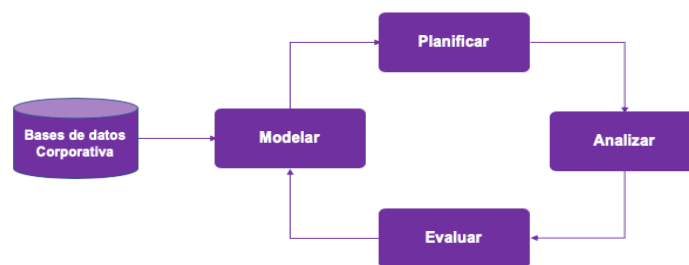 Planificar
Bases de datos
Corporativa
Modelar
Analizar
Evaluar